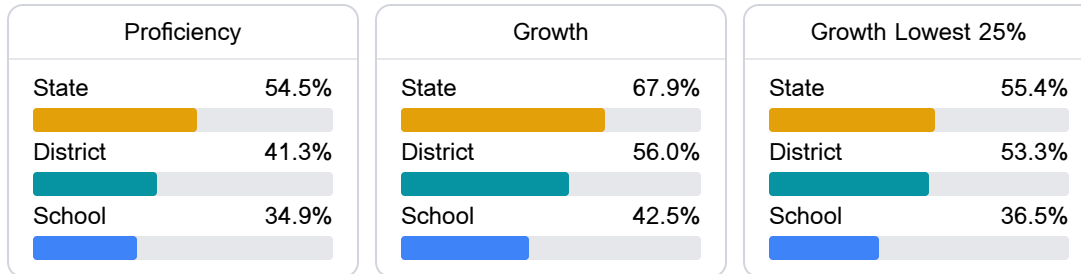 Proficiency
State 54.5%
District 41.3%
School 34.9%
Growth
State 67.9%
District 56.0%
School 42.5%
Growth Lowest 25%
State 55.4%
District 53.3%
School 36.5%